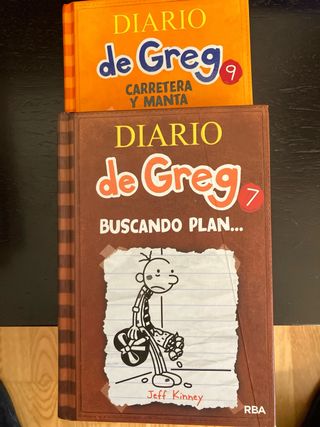 DIARIO
de Greg 9
CARRETERA
Y MANTA
DIARIO
de Greg 7
BUSCANDO PLAN...
Jeff Kinney
RBA